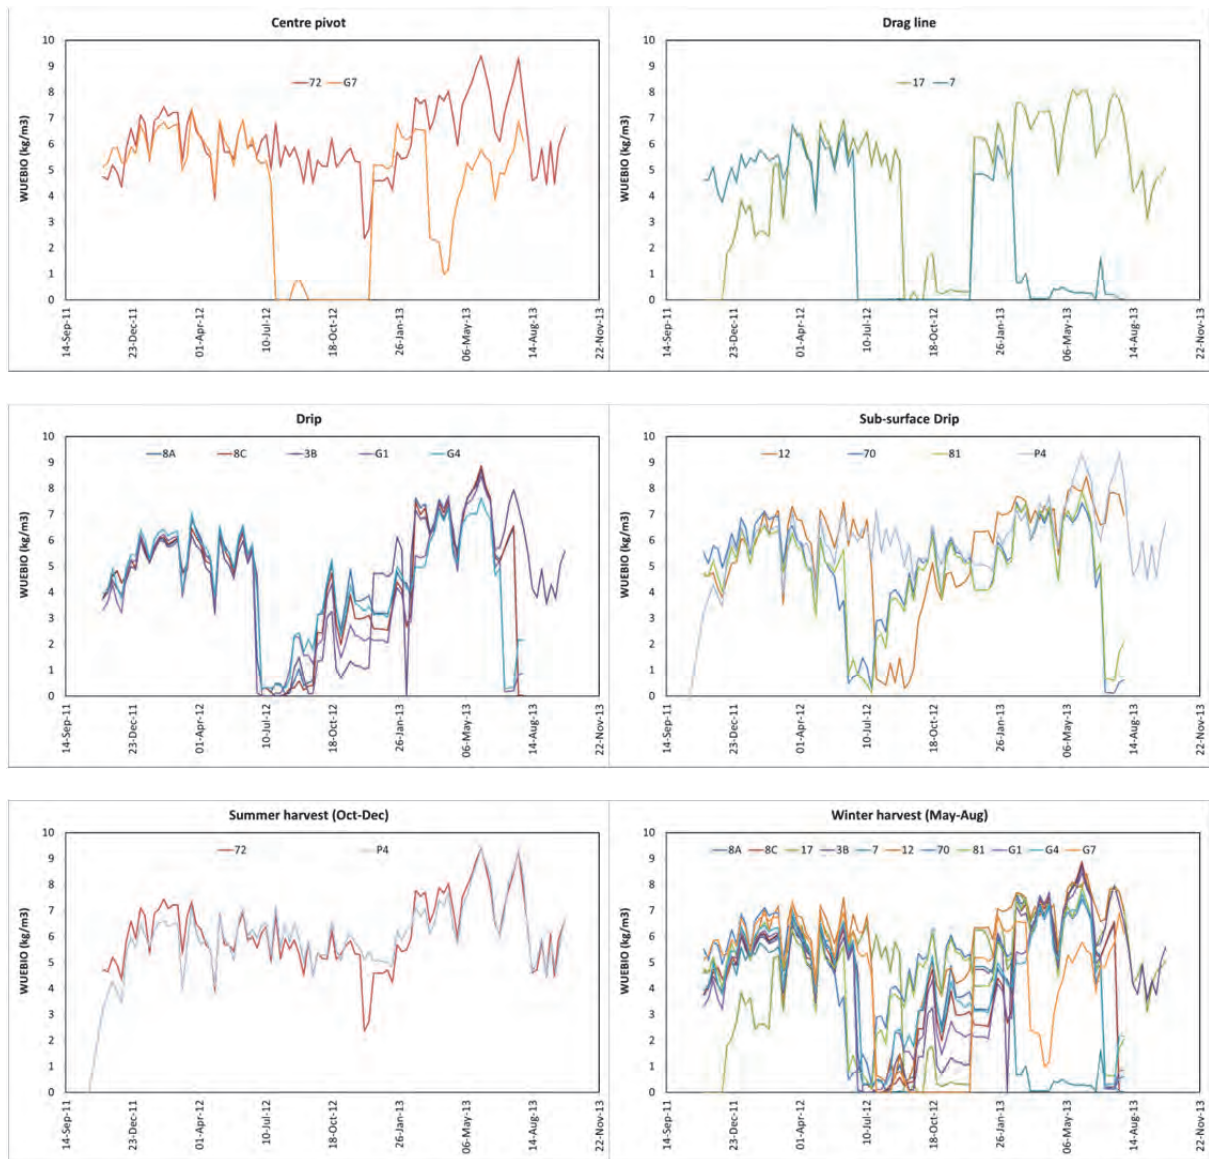 Centre pivot
WUEBIO (kg/m3)
10
9
8
7
6
5
4
3
2
1
0
72 G7
14-Sep-11 23-Dec-11 01-Apr-12 10-Jul-12 18-Oct-12 26-Jan-13 06-May-13 14-Aug-13 22-Nov-13
Drag line
WUEBIO (kg/m3)
10
9
8
7
6
5
4
3
2
1
0
17 7
14-Sep-11 23-Dec-11 01-Apr-12 10-Jul-12 18-Oct-12 26-Jan-13 06-May-13 14-Aug-13 22-Nov-13
Drip
WUEBIO (kg/m3)
10
9
8
7
6
5
4
3
2
1
0
8A 8C 3B G1 G4
14-Sep-11 23-Dec-11 01-Apr-12 10-Jul-12 18-Oct-12 26-Jan-13 06-May-13 14-Aug-13 22-Nov-13
Sub-surface Drip
WUEBIO (kg/m3)
10
9
8
7
6
5
4
3
2
1
0
12 70 81 P4
14-Sep-11 23-Dec-11 01-Apr-12 10-Jul-12 18-Oct-12 26-Jan-13 06-May-13 14-Aug-13 22-Nov-13
Summer harvest (Oct-Dec)
WUEBIO (kg/m3)
10
9
8
7
6
5
4
3
2
1
0
72 P4
14-Sep-11 23-Dec-11 01-Apr-12 10-Jul-12 18-Oct-12 26-Jan-13 06-May-13 14-Aug-13 22-Nov-13
Winter harvest (May-Aug)
WUEBIO (kg/m3)
10
9
8
7
6
5
4
3
2
1
0
8A 8C 17 3B 7 12 70 81 G1 G4 G7
14-Sep-11 23-Dec-11 01-Apr-12 10-Jul-12 18-Oct-12 26-Jan-13 06-May-13 14-Aug-13 22-Nov-13